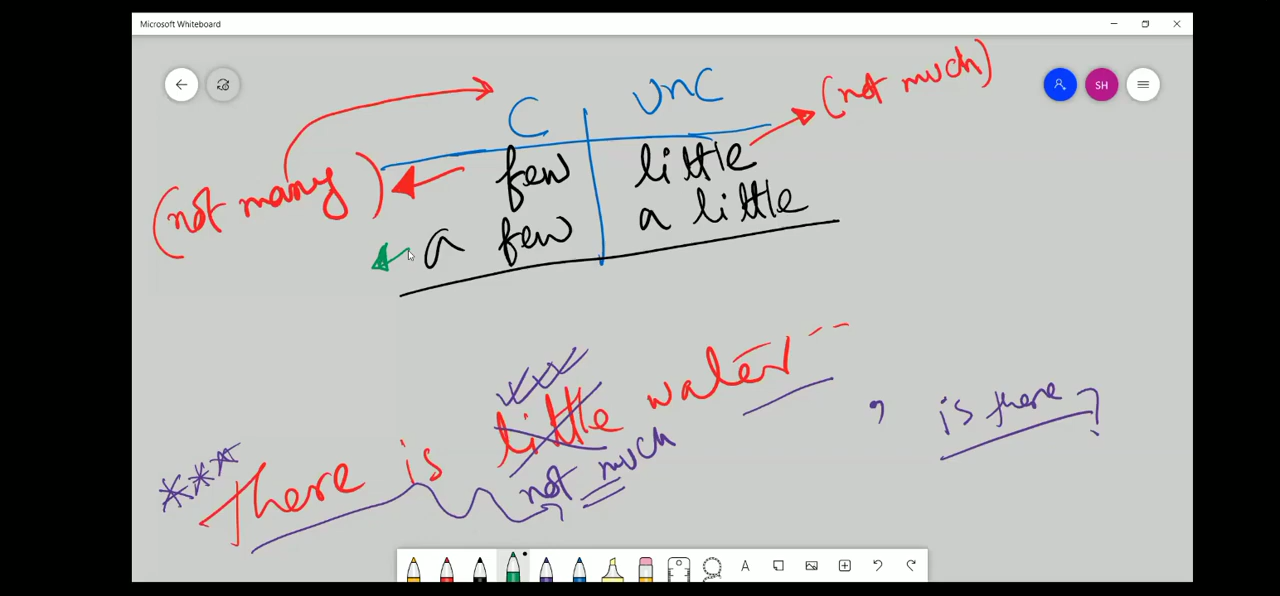 Microsoft Whiteboard
SH
C UnC (not much)
(not many) few little
a few a little
There is little water -- , is there?
not much
*** 
A